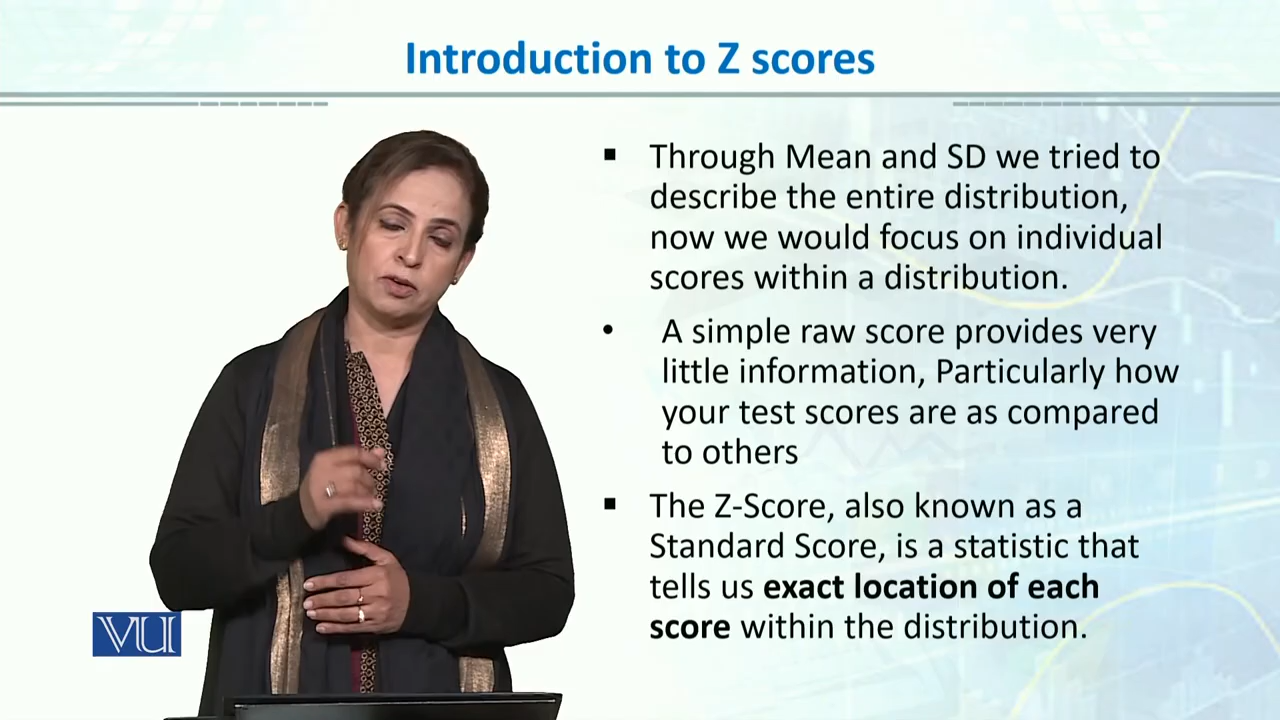 Introduction to Z scores
▪ Through Mean and SD we tried to
describe the entire distribution,
now we would focus on individual
scores within a distribution.
• A simple raw score provides very
little information, Particularly how
your test scores are as compared
to others
▪ The Z-Score, also known as a
Standard Score, is a statistic that
tells us exact location of each
score within the distribution.
VU